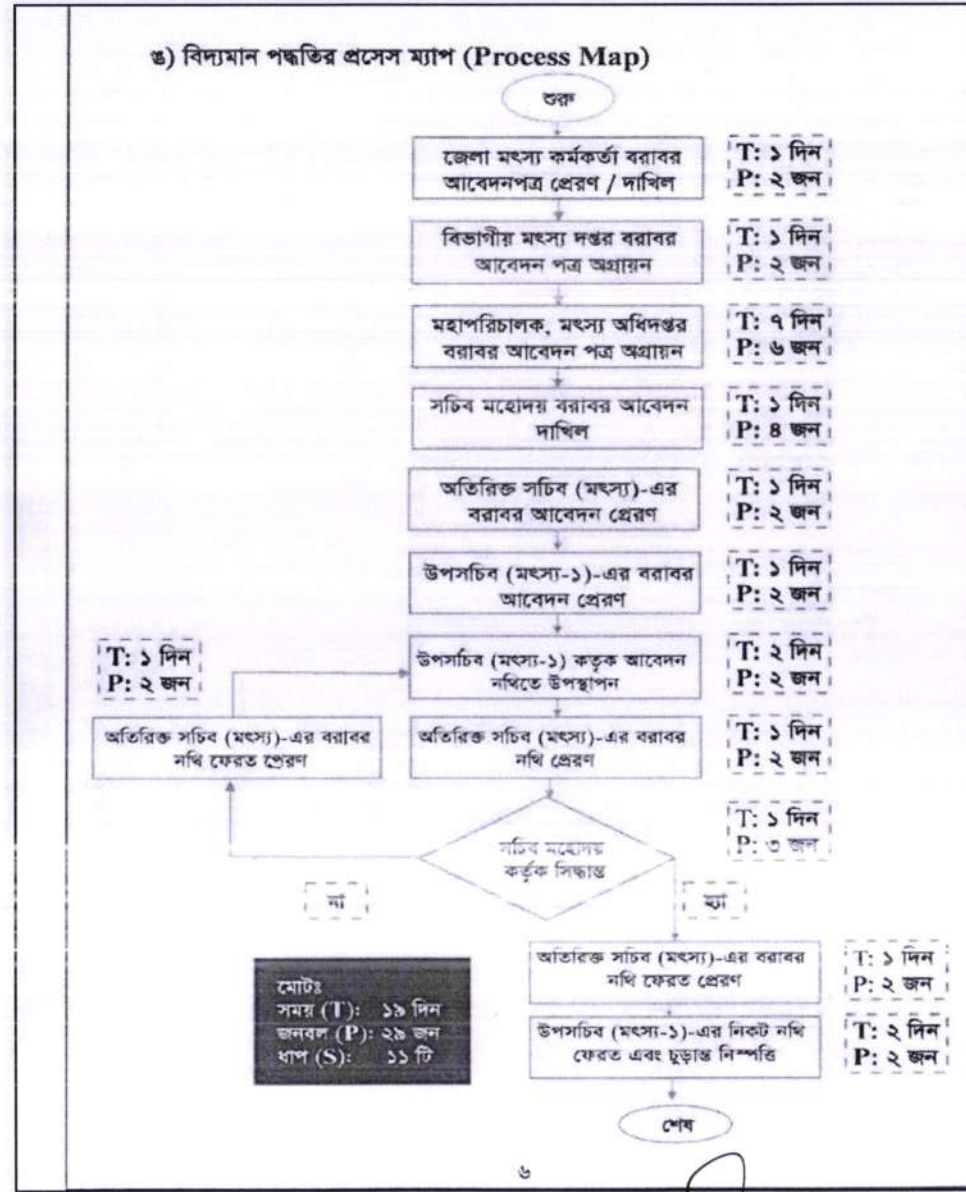 ঙ) বিদ্যমান পদ্ধতির প্রসেস ম্যাপ (Process Map)
শুরু
জেলা মৎস্য কর্মকর্তা বরাবর
আবেদনপত্র প্রেরণ / দাখিল
T: ১ দিন
P: ২ জন
বিভাগীয় মৎস্য দপ্তর বরাবর
আবেদন পত্র অগ্রায়ন
T: ১ দিন
P: ২ জন
মহাপরিচালক, মৎস্য অধিদপ্তর
বরাবর আবেদন পত্র অগ্রায়ন
T: ৭ দিন
P: ৬ জন
সচিব মহোদয় বরাবর আবেদন
দাখিল
T: ১ দিন
P: ৪ জন
অতিরিক্ত সচিব (মৎস্য)-এর
বরাবর আবেদন প্রেরণ
T: ১ দিন
P: ২ জন
উপসচিব (মৎস্য-১)-এর বরাবর
আবেদন প্রেরণ
T: ১ দিন
P: ২ জন
উপসচিব (মৎস্য-১) কতৃক আবেদন
নথিতে উপস্থাপন
T: ২ দিন
P: ২ জন
T: ১ দিন
P: ২ জন
অতিরিক্ত সচিব (মৎস্য)-এর বরাবর
নথি ফেরত প্রেরণ
অতিরিক্ত সচিব (মৎস্য)-এর বরাবর
নথি প্রেরণ
T: ১ দিন
P: ২ জন
সচিব মহোদয়
কর্তৃক সিদ্ধান্ত
T: ১ দিন
P: ৩ জন
না
হ্যা
অতিরিক্ত সচিব (মৎস্য)-এর বরাবর
নথি ফেরত প্রেরণ
T: ১ দিন
P: ২ জন
উপসচিব (মৎস্য-১)-এর নিকট নথি
ফেরত এবং চুড়ান্ত নিস্পত্তি
T: ২ দিন
P: ২ জন
মোটঃ
সময় (T): ১৯ দিন
জনবল (P): ২৯ জন
ধাপ (S): ১১ টি
শেষ
৬